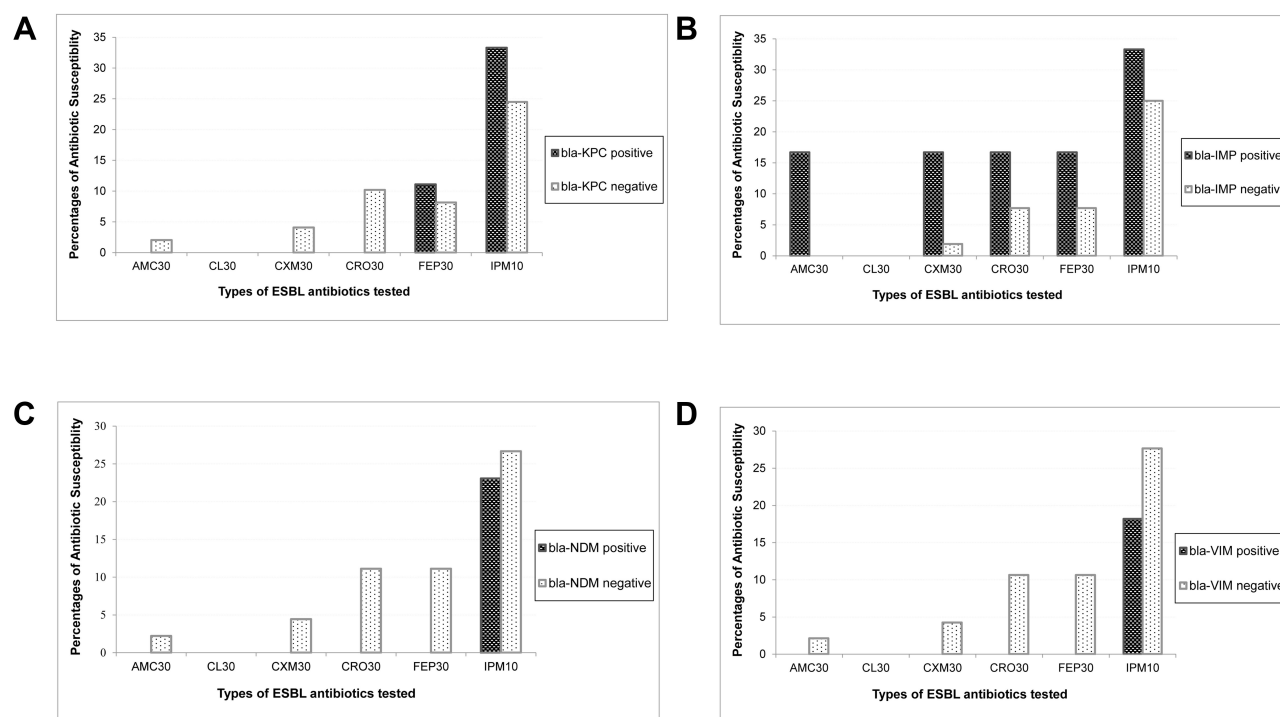 A
Percentages of Antibiotic Susceptiblity
35
30
25
20
15
10
5
0
AMC30 CL30 CXM30 CRO30 FEP30 IPM10
Types of ESBL antibiotics tested
bla-KPC positive
bla-KPC negative
B
Percentages of Antibiotic Susceptiblity
35
30
25
20
15
10
5
0
AMC30 CL30 CXM30 CRO30 FEP30 IPM10
Types of ESBL antibiotics tested
bla-IMP positive
bla-IMP negative
C
Percentages of Antibiotic Susceptiblity
30
25
20
15
10
5
0
AMC30 CL30 CXM30 CRO30 FEP30 IPM10
Types of ESBL antibiotics tested
bla-NDM positive
bla-NDM negative
D
Percentages of Antibiotic Susceptiblity
30
25
20
15
10
5
0
AMC30 CL30 CXM30 CRO30 FEP30 IPM10
Types of ESBL antibiotics tested
bla-VIM positive
bla-VIM negative